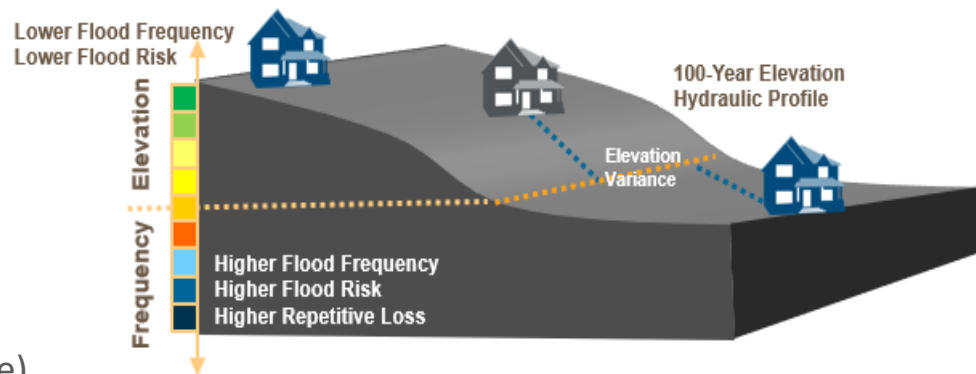 Lower Flood Frequency
Lower Flood Risk
Elevation
100-Year Elevation
Hydraulic Profile
Elevation
Variance
Frequency
Higher Flood Frequency
Higher Flood Risk
Higher Repetitive Loss
e)